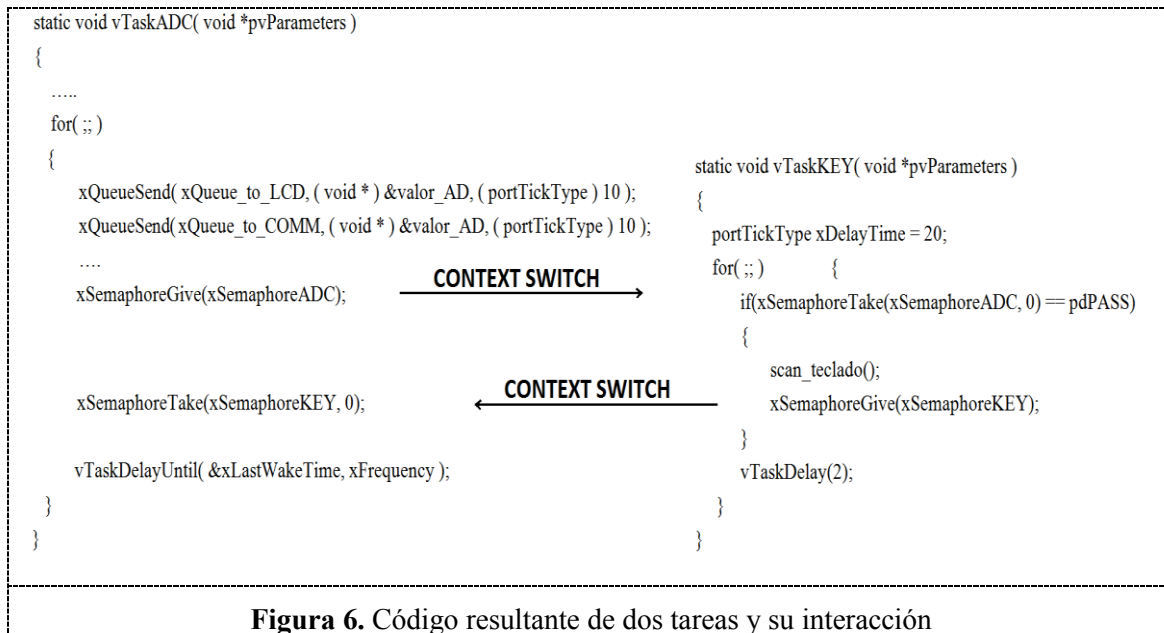 static void vTaskADC( void *pvParameters )
{
.....
for( ;; )
{
xQueueSend( xQueue_to_LCD, ( void * ) &valor_AD, ( portTickType ) 10 );
xQueueSend( xQueue_to_COMM, ( void * ) &valor_AD, ( portTickType ) 10 );
....
xSemaphoreGive(xSemaphoreADC);
CONTEXT SWITCH
xSemaphoreTake(xSemaphoreKEY, 0);
CONTEXT SWITCH
vTaskDelayUntil( &xLastWakeTime, xFrequency );
}
}
static void vTaskKEY( void *pvParameters )
{
portTickType xDelayTime = 20;
for( ;; ) {
if(xSemaphoreTake(xSemaphoreADC, 0) == pdPASS)
{
scan_teclado();
xSemaphoreGive(xSemaphoreKEY);
}
vTaskDelay(2);
}
}
Figura 6. Código resultante de dos tareas y su interacción